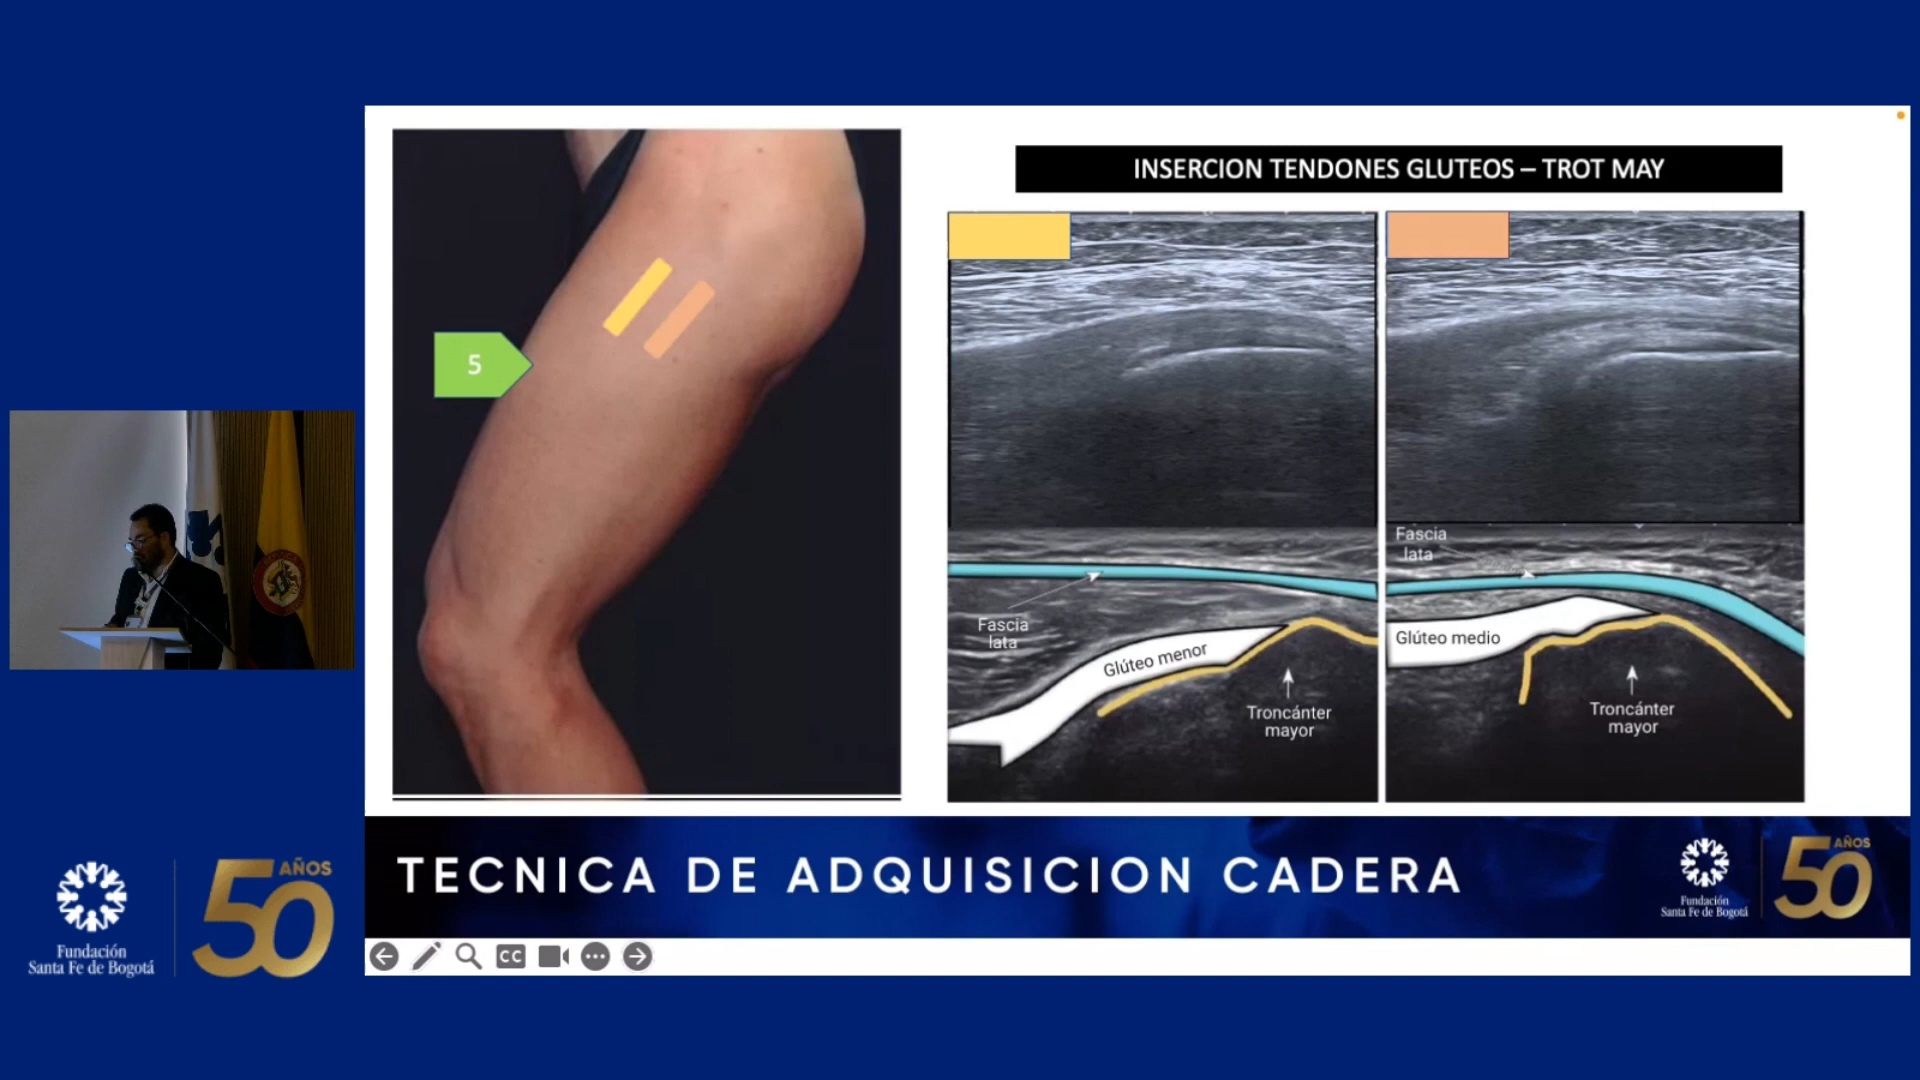 INSERCION TENDONES GLUTEOS – TROT MAY
5
Fascia
lata
Glúteo menor
Troncánter
mayor
Fascia
lata
Glúteo medio
Troncánter
mayor
TECNICA DE ADQUISICION CADERA
Fundación
Santa Fe de Bogotá
50 AÑOS
CC
Fundación
Santa Fe de Bogotá
50 AÑOS